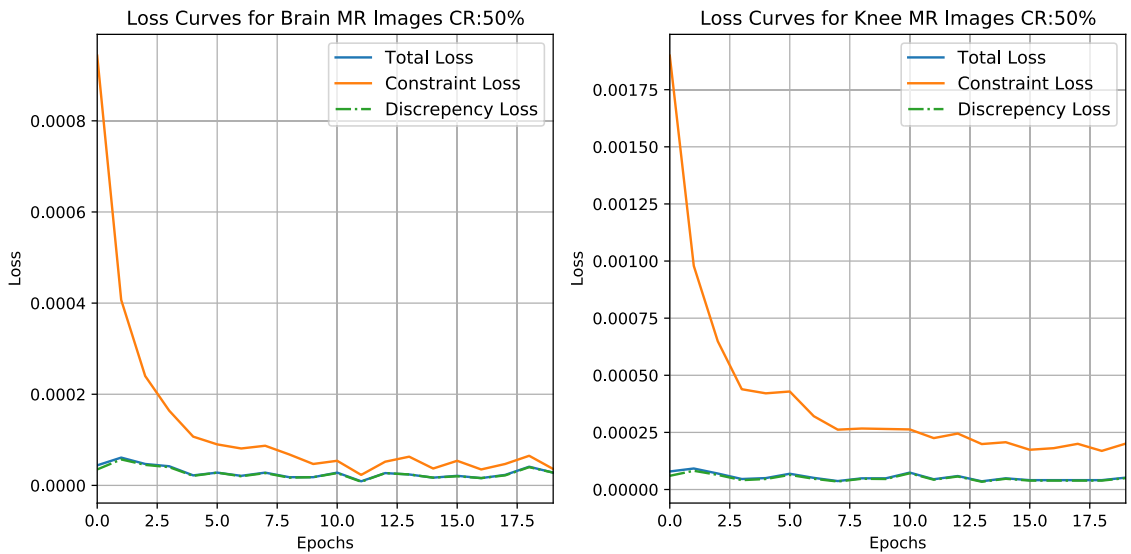 Loss Curves for Brain MR Images CR:50%
Total Loss
Constraint Loss
Discrepency Loss
0.0008
0.0006
0.0004
0.0002
0.0000
Loss
0.0
2.5
5.0
7.5
10.0
12.5
15.0
17.5
Epochs
Loss Curves for Knee MR Images CR:50%
Total Loss
Constraint Loss
Discrepency Loss
0.00175
0.00150
0.00125
0.00100
0.00075
0.00050
0.00025
0.00000
Loss
0.0
2.5
5.0
7.5
10.0
12.5
15.0
17.5
Epochs